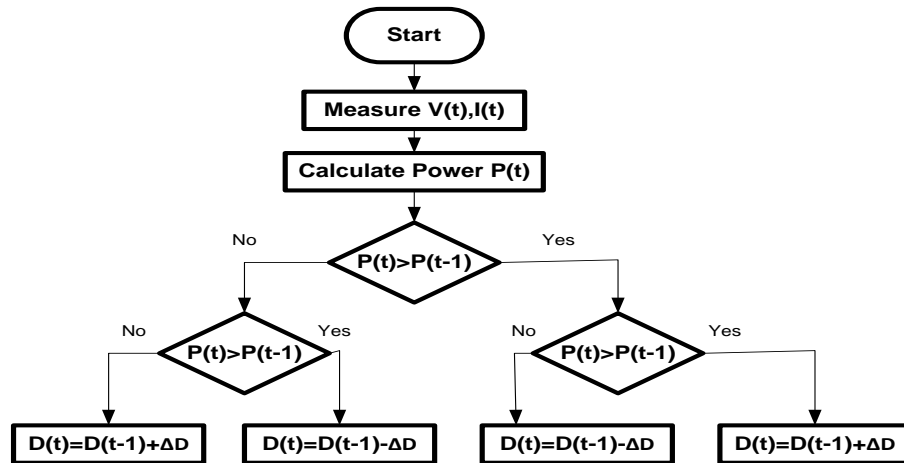 Start
Measure V(t),I(t)
Calculate Power P(t)
No
Yes
P(t)>P(t-1)
No
Yes
No
Yes
P(t)>P(t-1)
P(t)>P(t-1)
D(t)=D(t-1)+ΔD
D(t)=D(t-1)-ΔD
D(t)=D(t-1)-ΔD
D(t)=D(t-1)+ΔD